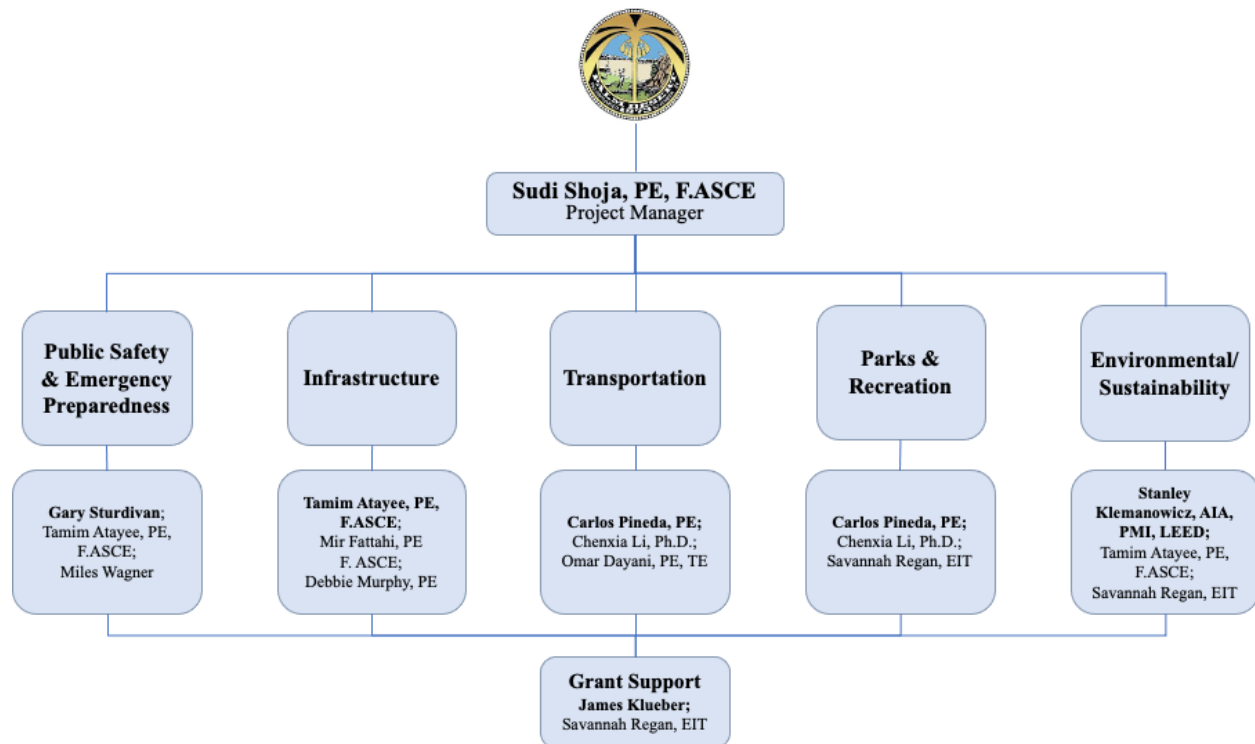 PALM DESERT
1973
Sudi Shoja, PE, F.ASCE
Project Manager
Public Safety
& Emergency
Preparedness
Infrastructure
Transportation
Parks &
Recreation
Environmental/
Sustainability
Gary Sturdivan;
Tamim Atayee, PE,
F.ASCE;
Miles Wagner
Tamim Atayee, PE,
F.ASCE;
Mir Fattahi, PE
F. ASCE;
Debbie Murphy, PE
Carlos Pineda, PE;
Chenxia Li, Ph.D.;
Omar Dayani, PE, TE
Carlos Pineda, PE;
Chenxia Li, Ph.D.;
Savannah Regan, EIT
Stanley
Klemanowicz, AIA,
PMI, LEED;
Tamim Atayee, PE,
F.ASCE;
Savannah Regan, EIT
Grant Support
James Klueber;
Savannah Regan, EIT